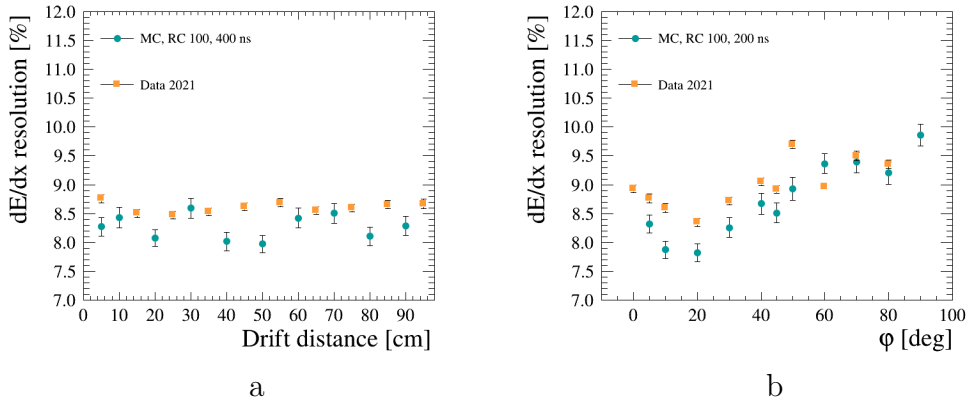 dE/dx resolution [%]
12.0
11.5
11.0
10.5
10.0
9.5
9.0
8.5
8.0
7.5
7.0
MC, RC 100, 400 ns
Data 2021
0 10 20 30 40 50 60 70 80 90
Drift distance [cm]
a
dE/dx resolution [%]
12.0
11.5
11.0
10.5
10.0
9.5
9.0
8.5
8.0
7.5
7.0
MC, RC 100, 200 ns
Data 2021
0 20 40 60 80 100
φ [deg]
b